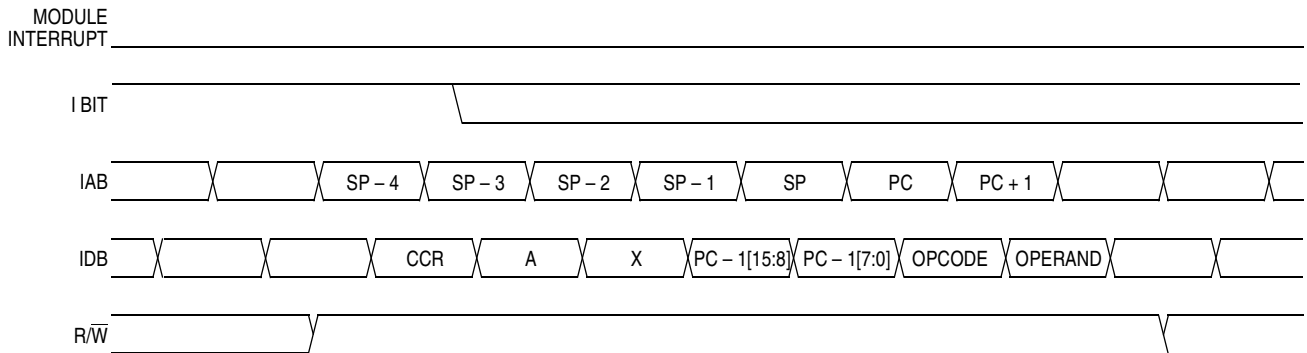 MODULE
INTERRUPT
I BIT
IAB SP – 4 SP – 3 SP – 2 SP – 1 SP PC PC + 1
IDB CCR A X PC – 1[15:8] PC – 1[7:0] OPCODE OPERAND
R/W̅